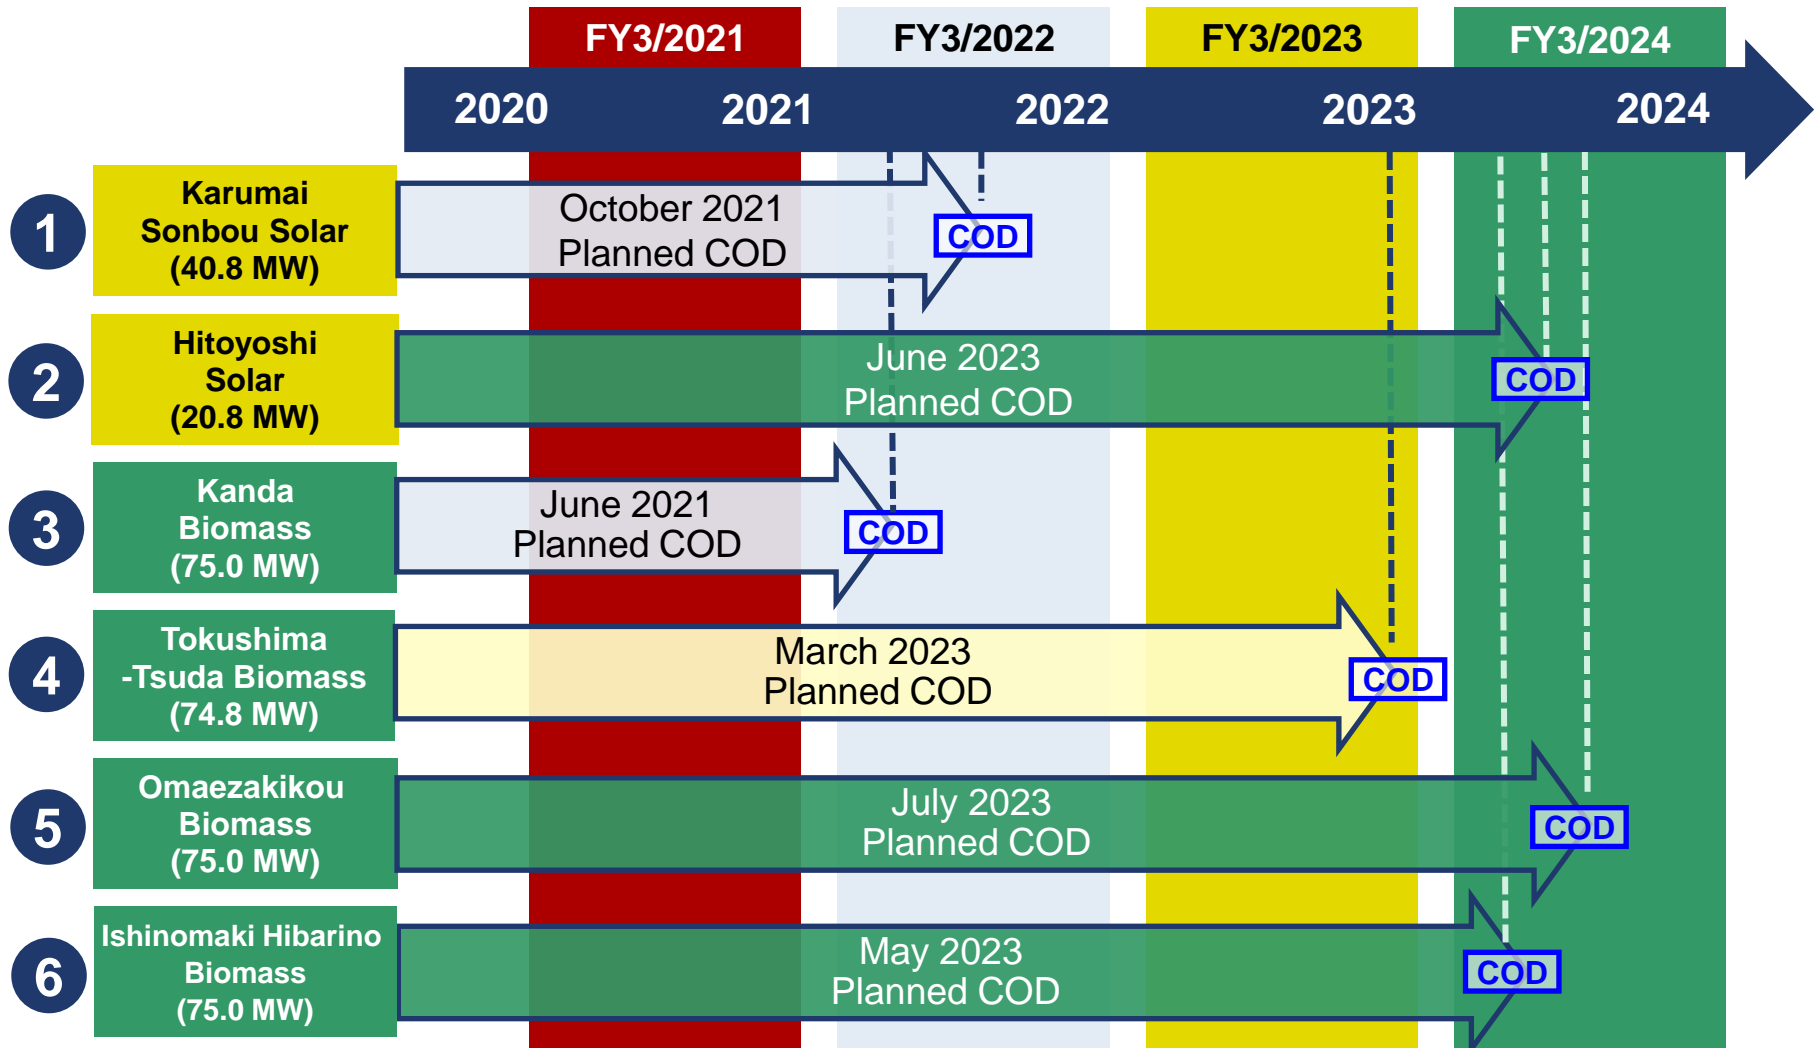 FY3/2021
FY3/2022
FY3/2023
FY3/2024
2020
2021
2022
2023
2024
1
Karumai
Sonbou Solar
(40.8 MW)
October 2021
Planned COD
COD
2
Hitoyoshi
Solar
(20.8 MW)
June 2023
Planned COD
COD
3
Kanda
Biomass
(75.0 MW)
June 2021
Planned COD
COD
4
Tokushima
-Tsuda Biomass
(74.8 MW)
March 2023
Planned COD
COD
5
Omaezakikou
Biomass
(75.0 MW)
July 2023
Planned COD
COD
6
Ishinomaki Hibarino
Biomass
(75.0 MW)
May 2023
Planned COD
COD